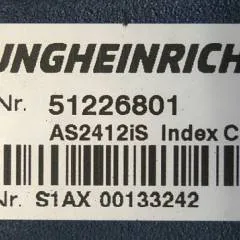 UNGHEINRICH
Nr. 51226801
AS2412iS Index C
Nr. S1AX 00133242